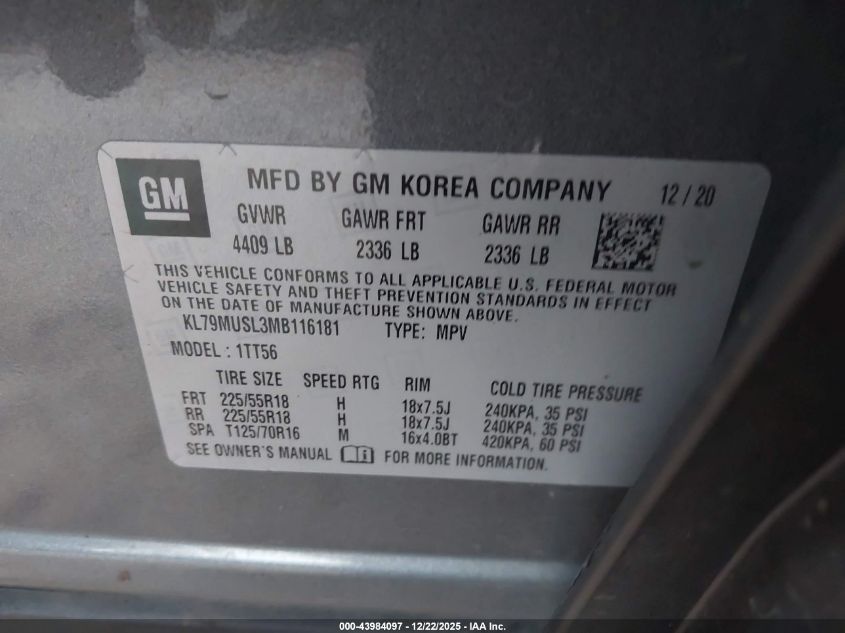 GM
MFD BY GM KOREA COMPANY 12 / 20
GVWR GAWR FRT GAWR RR
4409 LB 2336 LB 2336 LB
THIS VEHICLE CONFORMS TO ALL APPLICABLE U.S. FEDERAL MOTOR
VEHICLE SAFETY AND THEFT PREVENTION STANDARDS IN EFFECT
ON THE DATE OF MANUFACTURE SHOWN ABOVE.
KL79MUSL3MB116181 TYPE: MPV
MODEL : 1TT56
TIRE SIZE SPEED RTG RIM COLD TIRE PRESSURE
FRT 225/55R18 H 18x7.5J 240KPA, 35 PSI
RR 225/55R18 H 18x7.5J 240KPA, 35 PSI
SPA T125/70R16 M 16x4.0BT 420KPA, 60 PSI
SEE OWNER'S MANUAL FOR MORE INFORMATION.
000-43984097 - 12/22/2025 - IAA Inc.